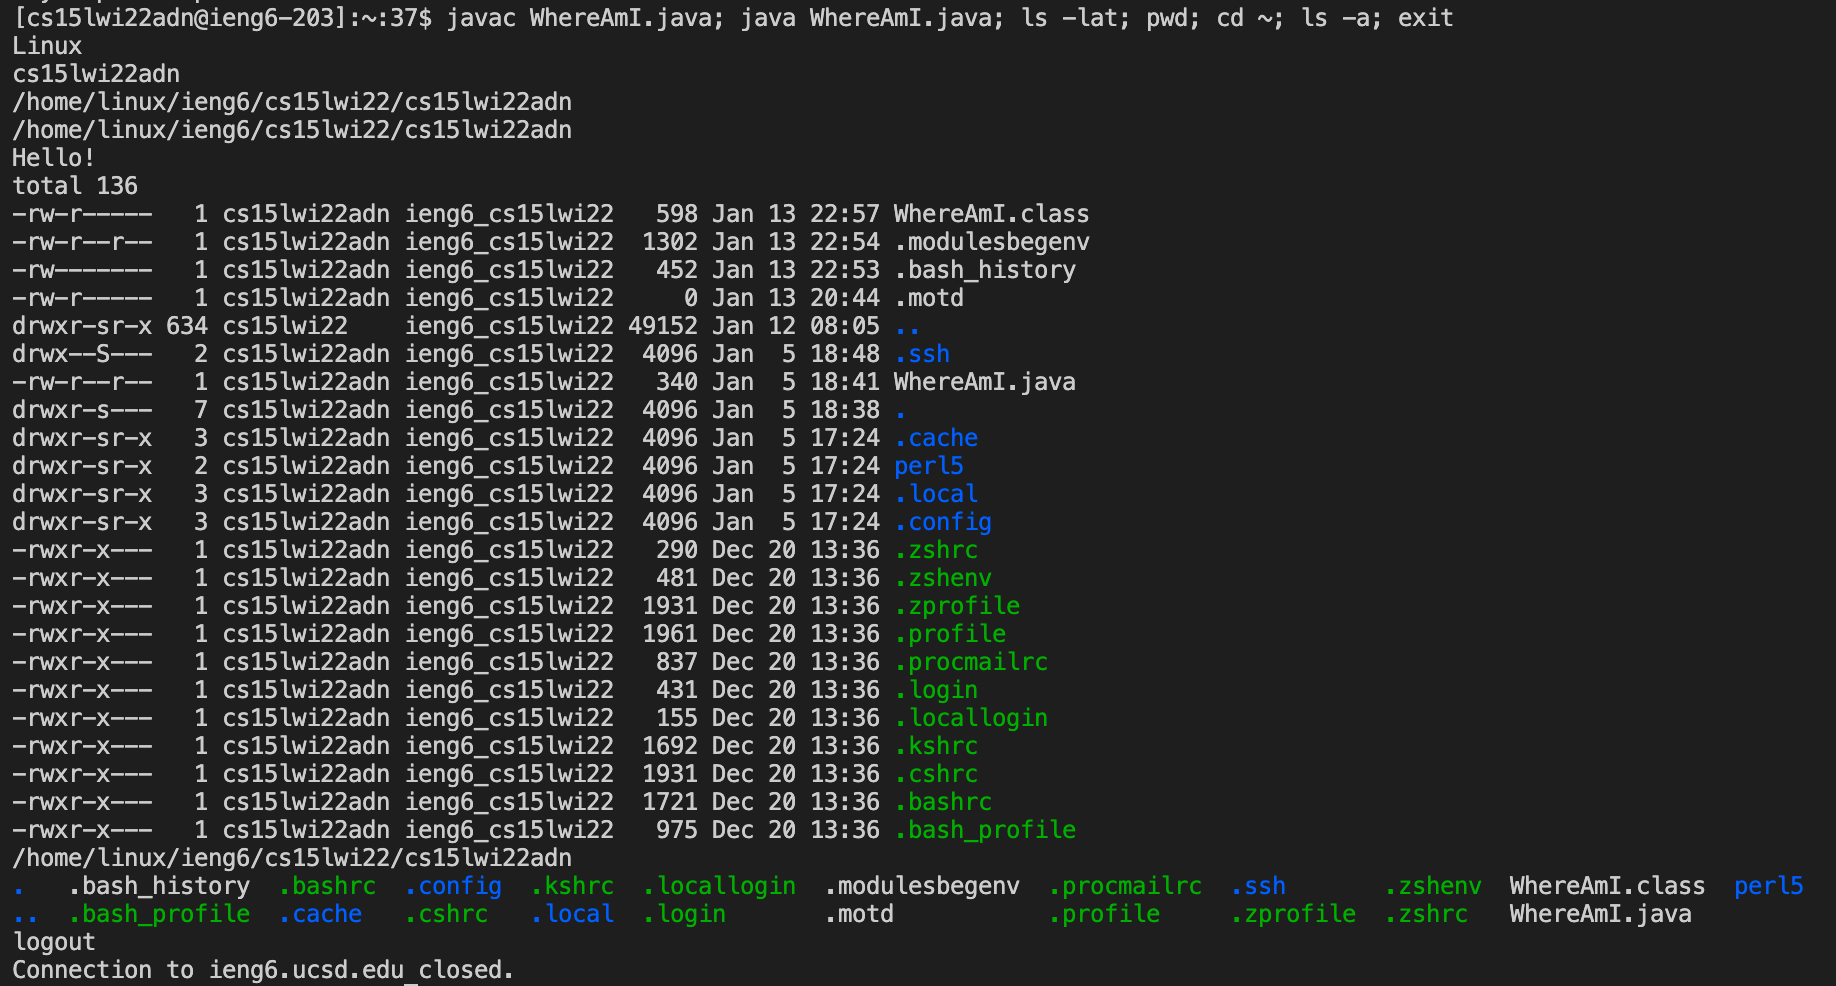 [cs15lwi22adn@ieng6-203]:~:37$ javac WhereAmI.java; java WhereAmI.java; ls -lat; pwd; cd ~; ls -a; exit
Linux
cs15lwi22adn
/home/linux/ieng6/cs15lwi22/cs15lwi22adn
/home/linux/ieng6/cs15lwi22/cs15lwi22adn
Hello!
total 136
-rw-r----- 1 cs15lwi22adn ieng6_cs15lwi22 598 Jan 13 22:57 WhereAmI.class
-rw-r--r-- 1 cs15lwi22adn ieng6_cs15lwi22 1302 Jan 13 22:54 .modulesbegenv
-rw------- 1 cs15lwi22adn ieng6_cs15lwi22 452 Jan 13 22:53 .bash_history
-rw-r----- 1 cs15lwi22adn ieng6_cs15lwi22 0 Jan 13 20:44 .motd
drwxr-sr-x 634 cs15lwi22 ieng6_cs15lwi22 49152 Jan 12 08:05 ..
drwx--S--- 2 cs15lwi22adn ieng6_cs15lwi22 4096 Jan 5 18:48 .ssh
-rw-r--r-- 1 cs15lwi22adn ieng6_cs15lwi22 340 Jan 5 18:41 WhereAmI.java
drwxr-s--- 7 cs15lwi22adn ieng6_cs15lwi22 4096 Jan 5 18:38 .
drwxr-sr-x 3 cs15lwi22adn ieng6_cs15lwi22 4096 Jan 5 17:24 .cache
drwxr-sr-x 2 cs15lwi22adn ieng6_cs15lwi22 4096 Jan 5 17:24 perl5
drwxr-sr-x 3 cs15lwi22adn ieng6_cs15lwi22 4096 Jan 5 17:24 .local
drwxr-sr-x 3 cs15lwi22adn ieng6_cs15lwi22 4096 Jan 5 17:24 .config
-rwxr-x--- 1 cs15lwi22adn ieng6_cs15lwi22 290 Dec 20 13:36 .zshrc
-rwxr-x--- 1 cs15lwi22adn ieng6_cs15lwi22 481 Dec 20 13:36 .zshenv
-rwxr-x--- 1 cs15lwi22adn ieng6_cs15lwi22 1931 Dec 20 13:36 .zprofile
-rwxr-x--- 1 cs15lwi22adn ieng6_cs15lwi22 1961 Dec 20 13:36 .profile
-rwxr-x--- 1 cs15lwi22adn ieng6_cs15lwi22 837 Dec 20 13:36 .procmailrc
-rwxr-x--- 1 cs15lwi22adn ieng6_cs15lwi22 431 Dec 20 13:36 .login
-rwxr-x--- 1 cs15lwi22adn ieng6_cs15lwi22 155 Dec 20 13:36 .locallogin
-rwxr-x--- 1 cs15lwi22adn ieng6_cs15lwi22 1692 Dec 20 13:36 .kshrc
-rwxr-x--- 1 cs15lwi22adn ieng6_cs15lwi22 1931 Dec 20 13:36 .cshrc
-rwxr-x--- 1 cs15lwi22adn ieng6_cs15lwi22 1721 Dec 20 13:36 .bashrc
-rwxr-x--- 1 cs15lwi22adn ieng6_cs15lwi22 975 Dec 20 13:36 .bash_profile
/home/linux/ieng6/cs15lwi22/cs15lwi22adn
. .bash_history .bashrc .config .kshrc .locallogin .modulesbegenv .procmailrc .ssh .zshenv WhereAmI.class perl5
.. .bash_profile .cache .cshrc .local .login .motd .profile .zprofile .zshrc WhereAmI.java
logout
Connection to ieng6.ucsd.edu closed.